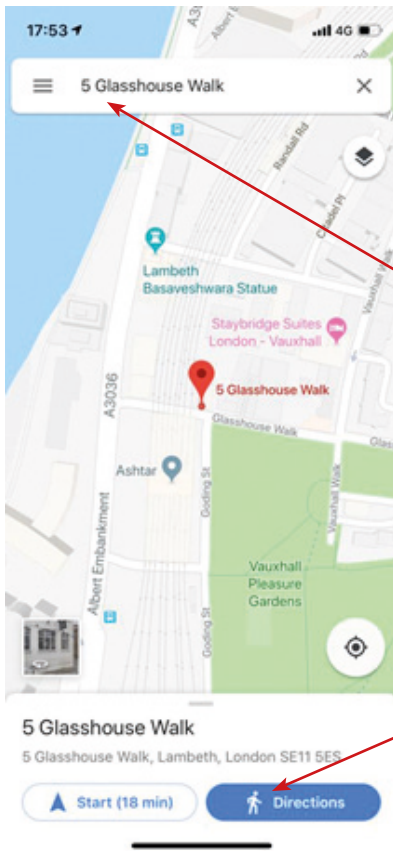 17:53
4G
5 Glasshouse Walk
Albert
Randall Rd
Citadel Pl
Lambeth
Basaveshwara Statue
Vauxhall Walk
Staybridge Suites
London - Vauxhall
5 Glasshouse Walk
A3036
Glasshouse Walk
Glas
Ashtar
Goding St
Vauxhall Walk
Albert Embankment
Vauxhall
Pleasure
Gardens
Goding St
5 Glasshouse Walk
5 Glasshouse Walk, Lambeth, London SE11 5ES
Start (18 min)
Directions